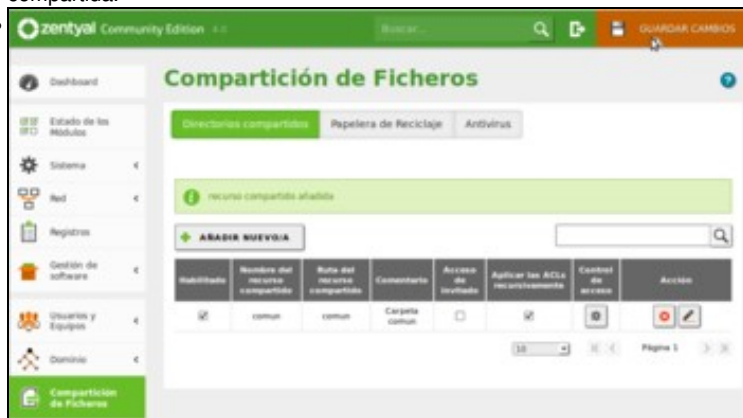 zentyal Community Edition 4.0
Buscar...
GUARDAR CAMBIOS
Dashboard
Estado de los
Módulos
Sistema
Red
Registros
Gestión de
software
Usuarios y
Equipos
Dominio
Compartición
de Ficheros
Compartición de Ficheros
Directorios compartidos Papelera de Reciclaje Antivirus
recurso compartido añadido
AÑADIR NUEVO/A
Habilitado
Nombre del
recurso
compartido
Ruta del
recurso
compartido
Comentario
Acceso
de
invitado
Aplicar las ACLs
recursivamente
Control
de
acceso
Acción
comun
comun
Carpeta
comun
10
Página 1